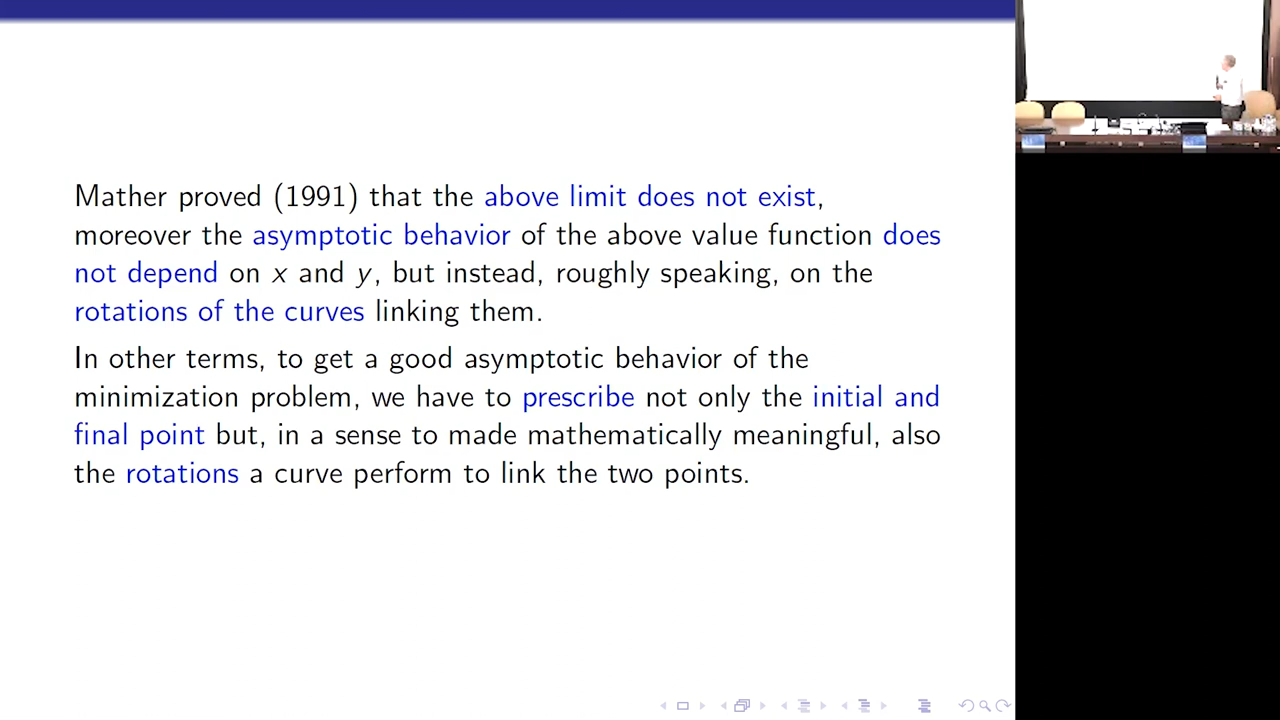 Mather proved (1991) that the above limit does not exist,
moreover the asymptotic behavior of the above value function does
not depend on x and y, but instead, roughly speaking, on the
rotations of the curves linking them.
In other terms, to get a good asymptotic behavior of the
minimization problem, we have to prescribe not only the initial and
final point but, in a sense to made mathematically meaningful, also
the rotations a curve perform to link the two points.